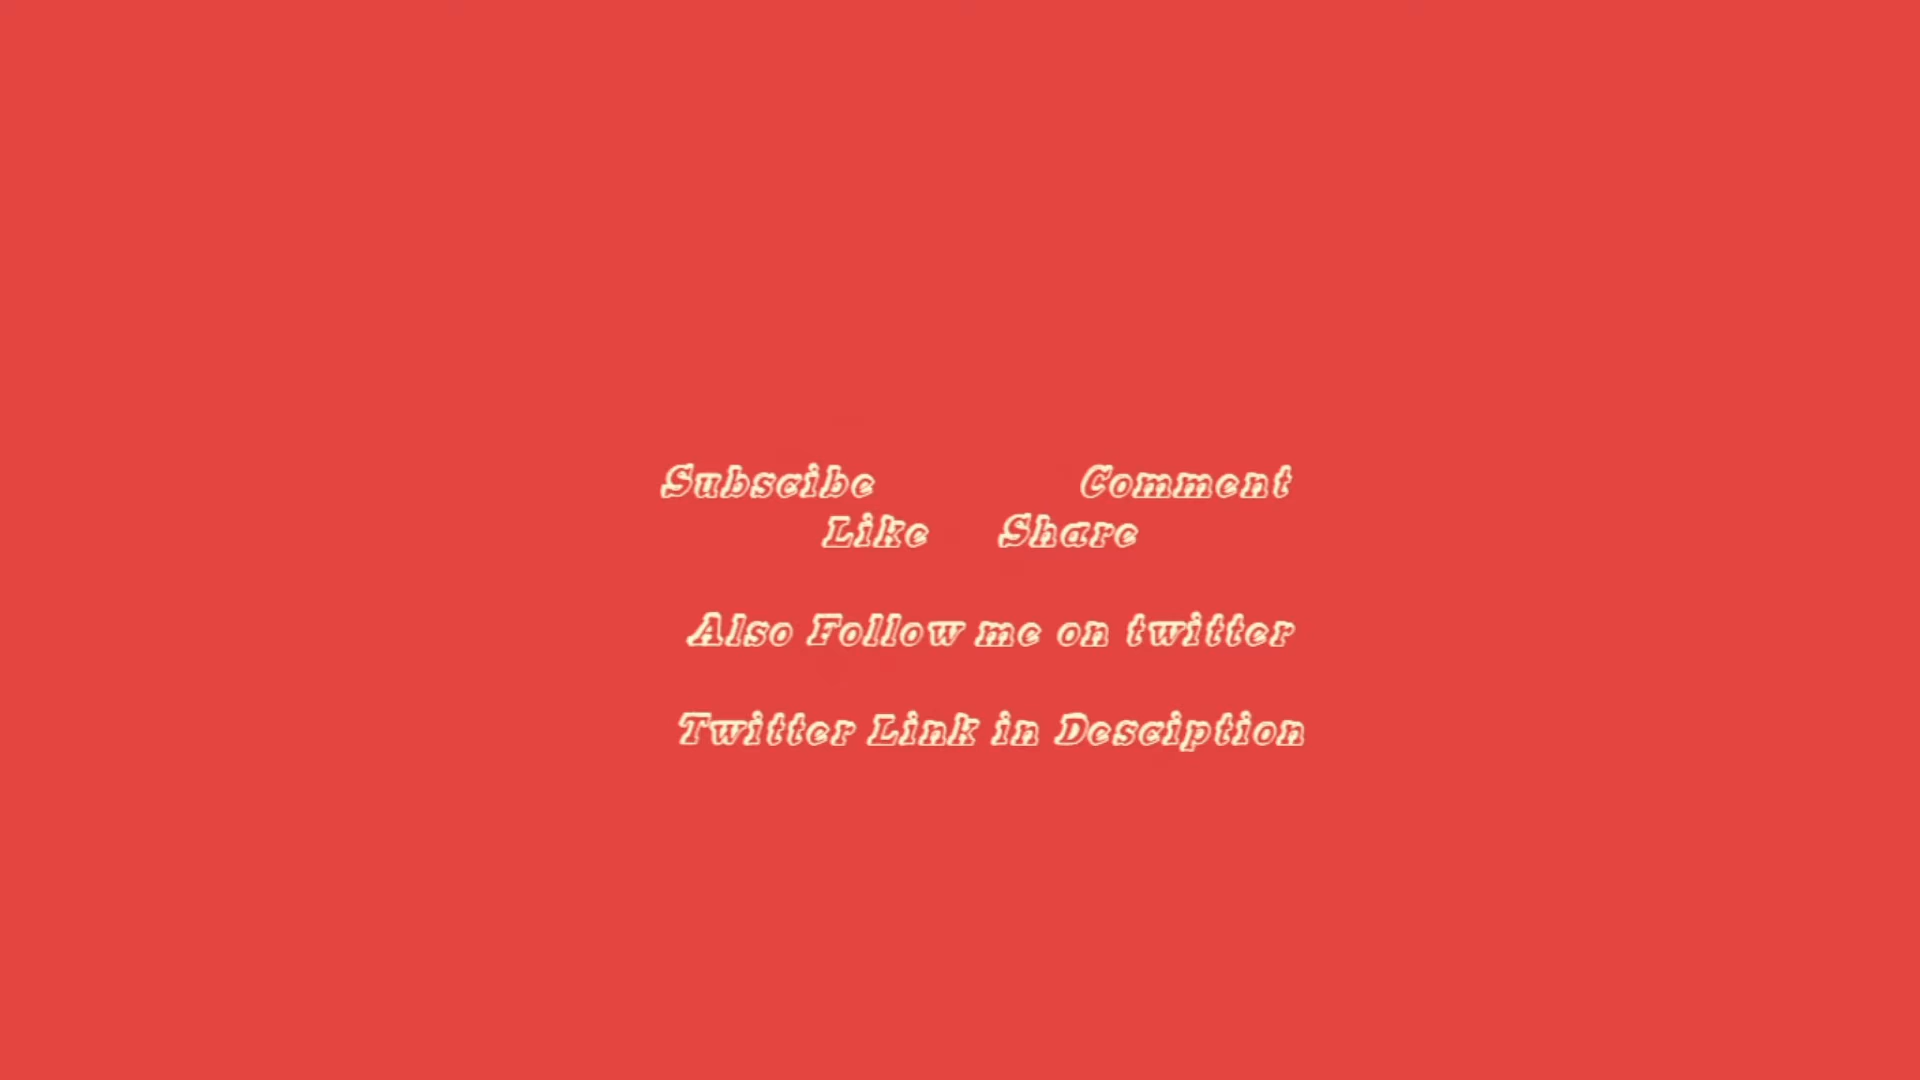 Subscibe Comment
Like Share
Also Follow me on twitter
Twitter Link in Desciption